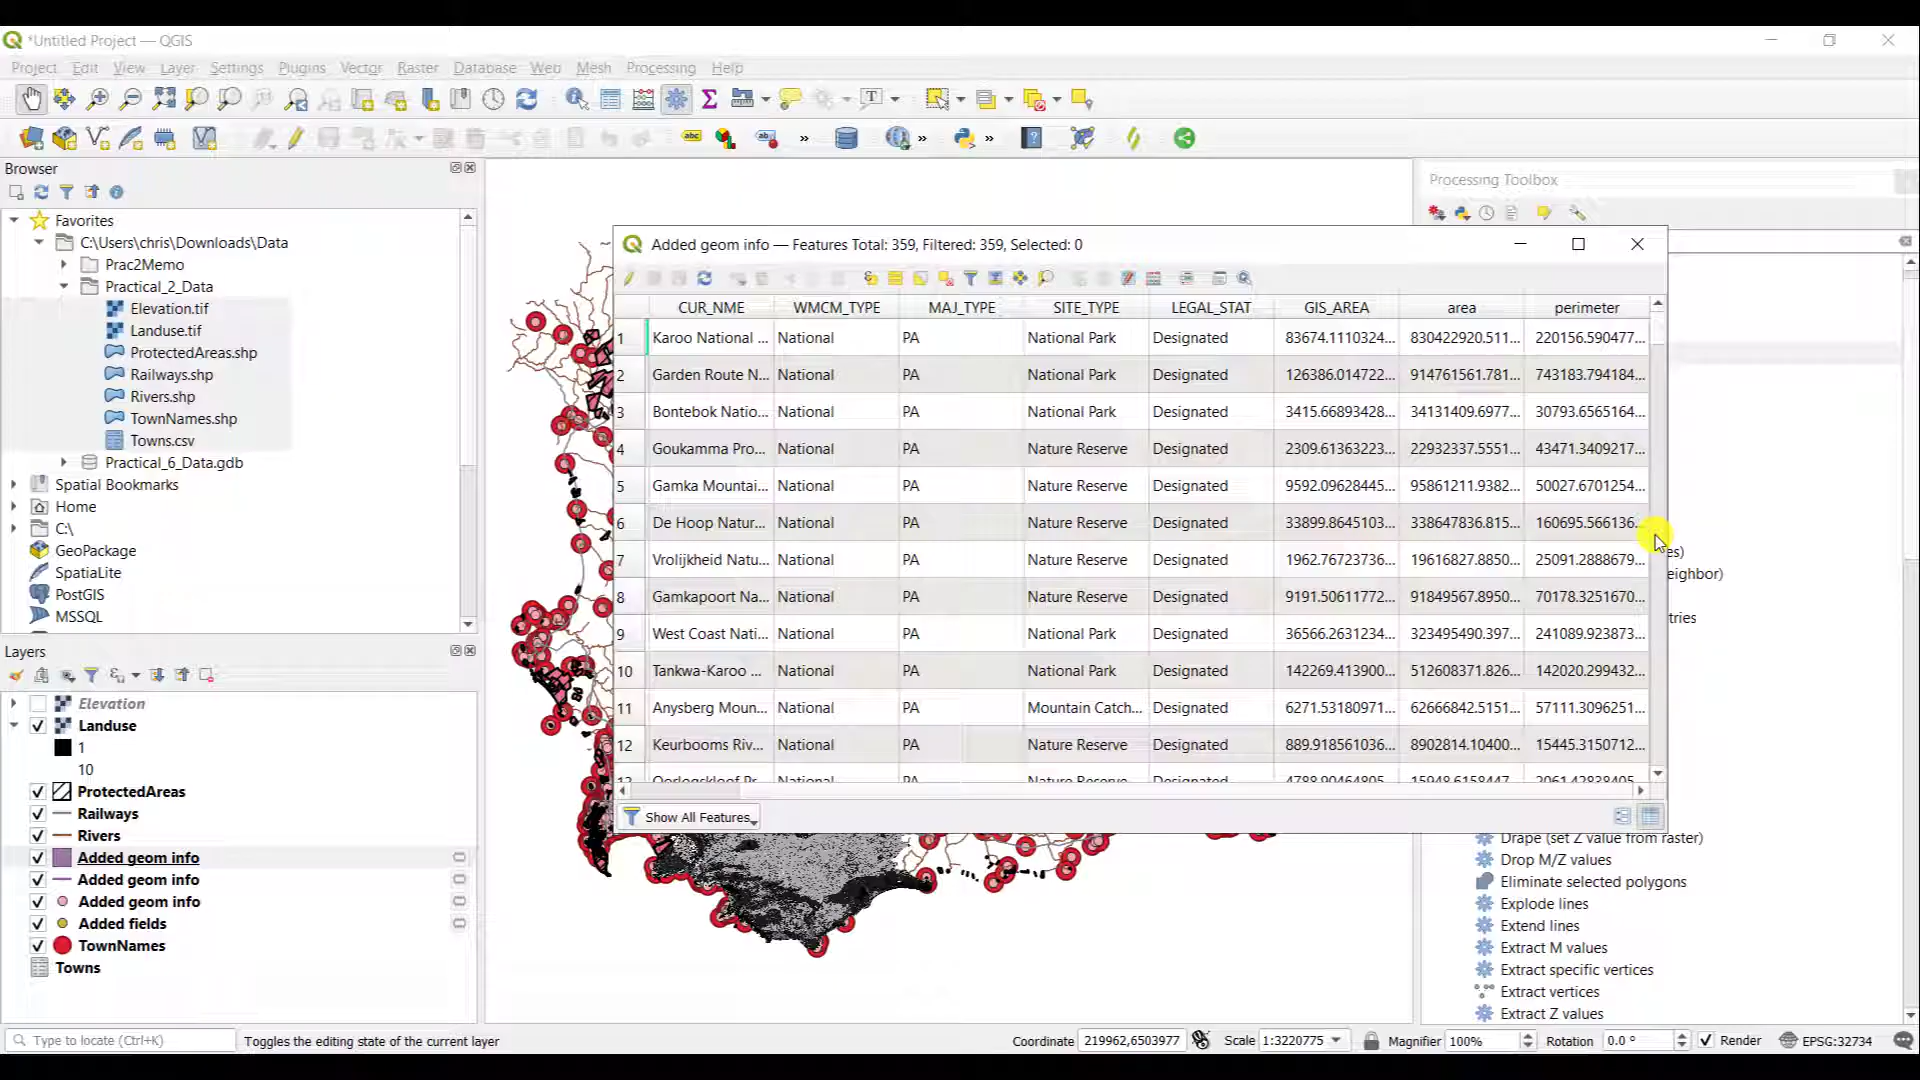 *Untitled Project — QGIS
Project Edit View Layer Settings Plugins Vector Raster Database Web Mesh Processing Help
Browser
Favorites
C:\Users\chris\Downloads\Data
Prac2Memo
Practical_2_Data
Elevation.tif
Landuse.tif
ProtectedAreas.shp
Railways.shp
Rivers.shp
TownNames.shp
Towns.csv
Practical_6_Data.gdb
Spatial Bookmarks
Home
C:\
GeoPackage
SpatiaLite
PostGIS
MSSQL
Layers
Elevation
Landuse
1
10
ProtectedAreas
Railways
Rivers
Added geom info
Added geom info
Added geom info
Added fields
TownNames
Towns
Added geom info — Features Total: 359, Filtered: 359, Selected: 0
CUR_NME WMCM_TYPE MAJ_TYPE SITE_TYPE LEGAL_STAT GIS_AREA area perimeter
1 Karoo National ... National PA National Park Designated 83674.1110324... 830422920.511... 220156.590477...
2 Garden Route N... National PA National Park Designated 126386.014722... 914761561.781... 743183.794184...
3 Bontebok Natio... National PA National Park Designated 3415.66893428... 34131409.6977... 30793.6565164...
4 Goukamma Pro... National PA Nature Reserve Designated 2309.61363223... 22932337.5551... 43471.3409217...
5 Gamka Mountai... National PA Nature Reserve Designated 9592.09628445... 95861211.9382... 50027.6701254...
6 De Hoop Natur... National PA Nature Reserve Designated 33899.8645103... 338647836.815... 160695.566136...
7 Vrolijkheid Natu... National PA Nature Reserve Designated 1962.76723736... 19616827.8850... 25091.2888679...
8 Gamkapoort Na... National PA Nature Reserve Designated 9191.50611772... 91849567.8950... 70178.3251670...
9 West Coast Nati... National PA National Park Designated 36566.2631234... 323495490.397... 241089.923873...
10 Tankwa-Karoo ... National PA National Park Designated 142269.413900... 512608371.826... 142020.299432...
11 Anysberg Moun... National PA Mountain Catch... Designated 6271.53180971... 62666842.5151... 57111.3096251...
12 Keurbooms Riv... National PA Nature Reserve Designated 889.918561036... 8902814.10400... 15445.3150712...
Show All Features
Processing Toolbox
es)
eighbor)
tries
Drape (set Z value from raster)
Drop M/Z values
Eliminate selected polygons
Explode lines
Extend lines
Extract M values
Extract specific vertices
Extract vertices
Extract Z values
Type to locate (Ctrl+K) Toggles the editing state of the current layer Coordinate 219962,6503977 Scale 1:3220775 Magnifier 100% Rotation 0.0 ° Render EPSG:32734